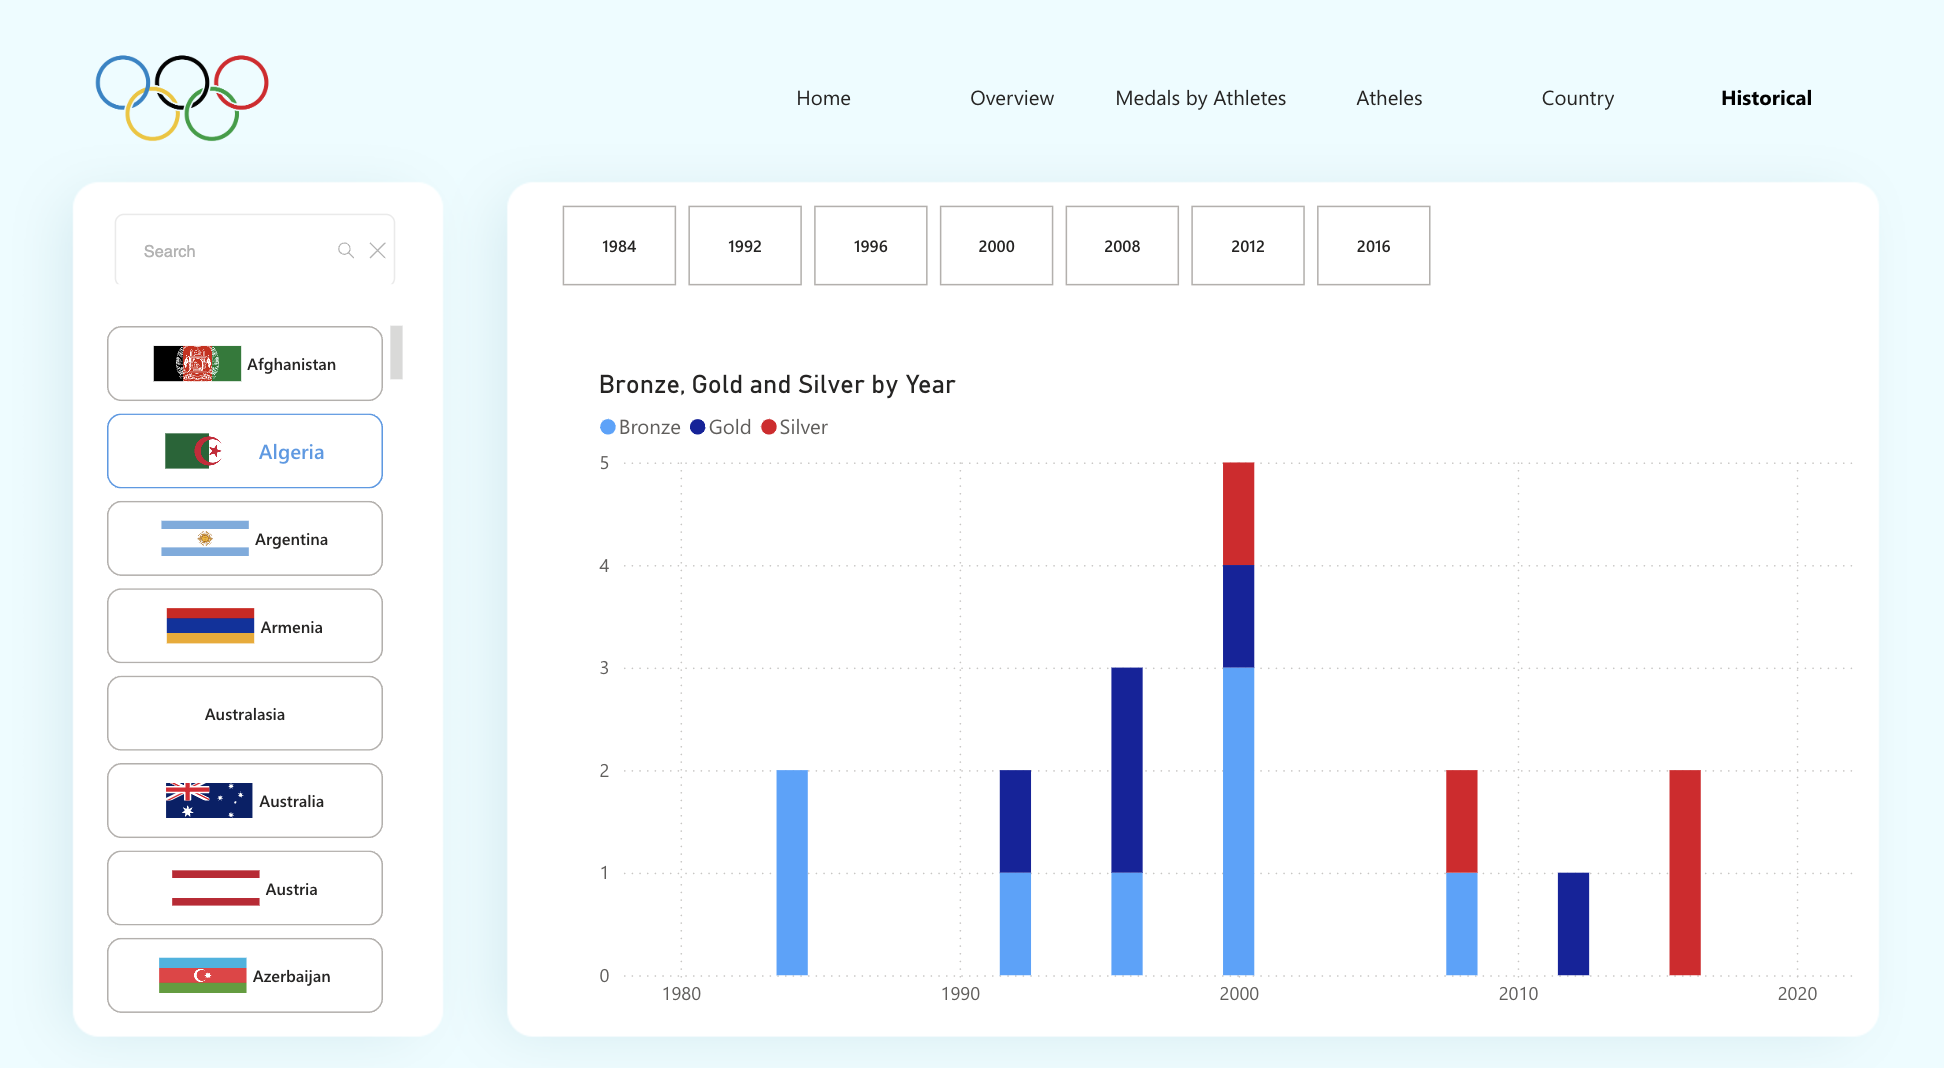 Home Overview Medals by Athletes Atheles Country Historical
Search
Afghanistan
Algeria
Argentina
Armenia
Australasia
Australia
Austria
Azerbaijan
1984 1992 1996 2000 2008 2012 2016
Bronze, Gold and Silver by Year
Bronze Gold Silver
5
4
3
2
1
0
1980 1990 2000 2010 2020